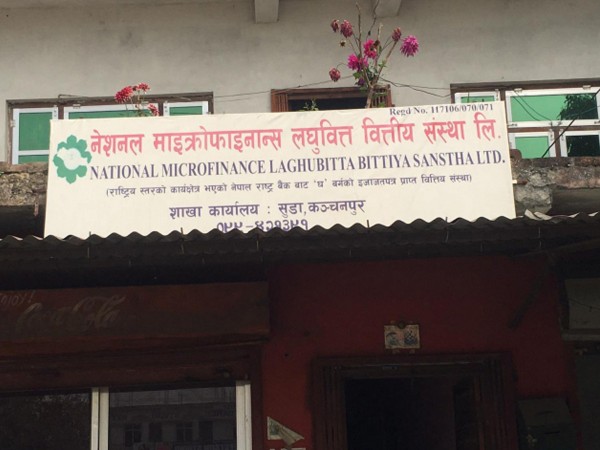 Regd No. 117106/070/071
नेशनल माइक्रोफाइनान्स लघुवित्त वित्तीय संस्था लि.
NATIONAL MICROFINANCE LAGHUBITTA BITTIYA SANSTHA LTD.
(राष्ट्रिय स्तरको कार्यक्षेत्र भएको नेपाल राष्ट्र बैंक बाट 'घ' बर्गको इजाजतपत्र प्राप्त वित्तिय संस्था)
शाखा कार्यालय : सुडा,कञ्चनपुर
Coca-Cola